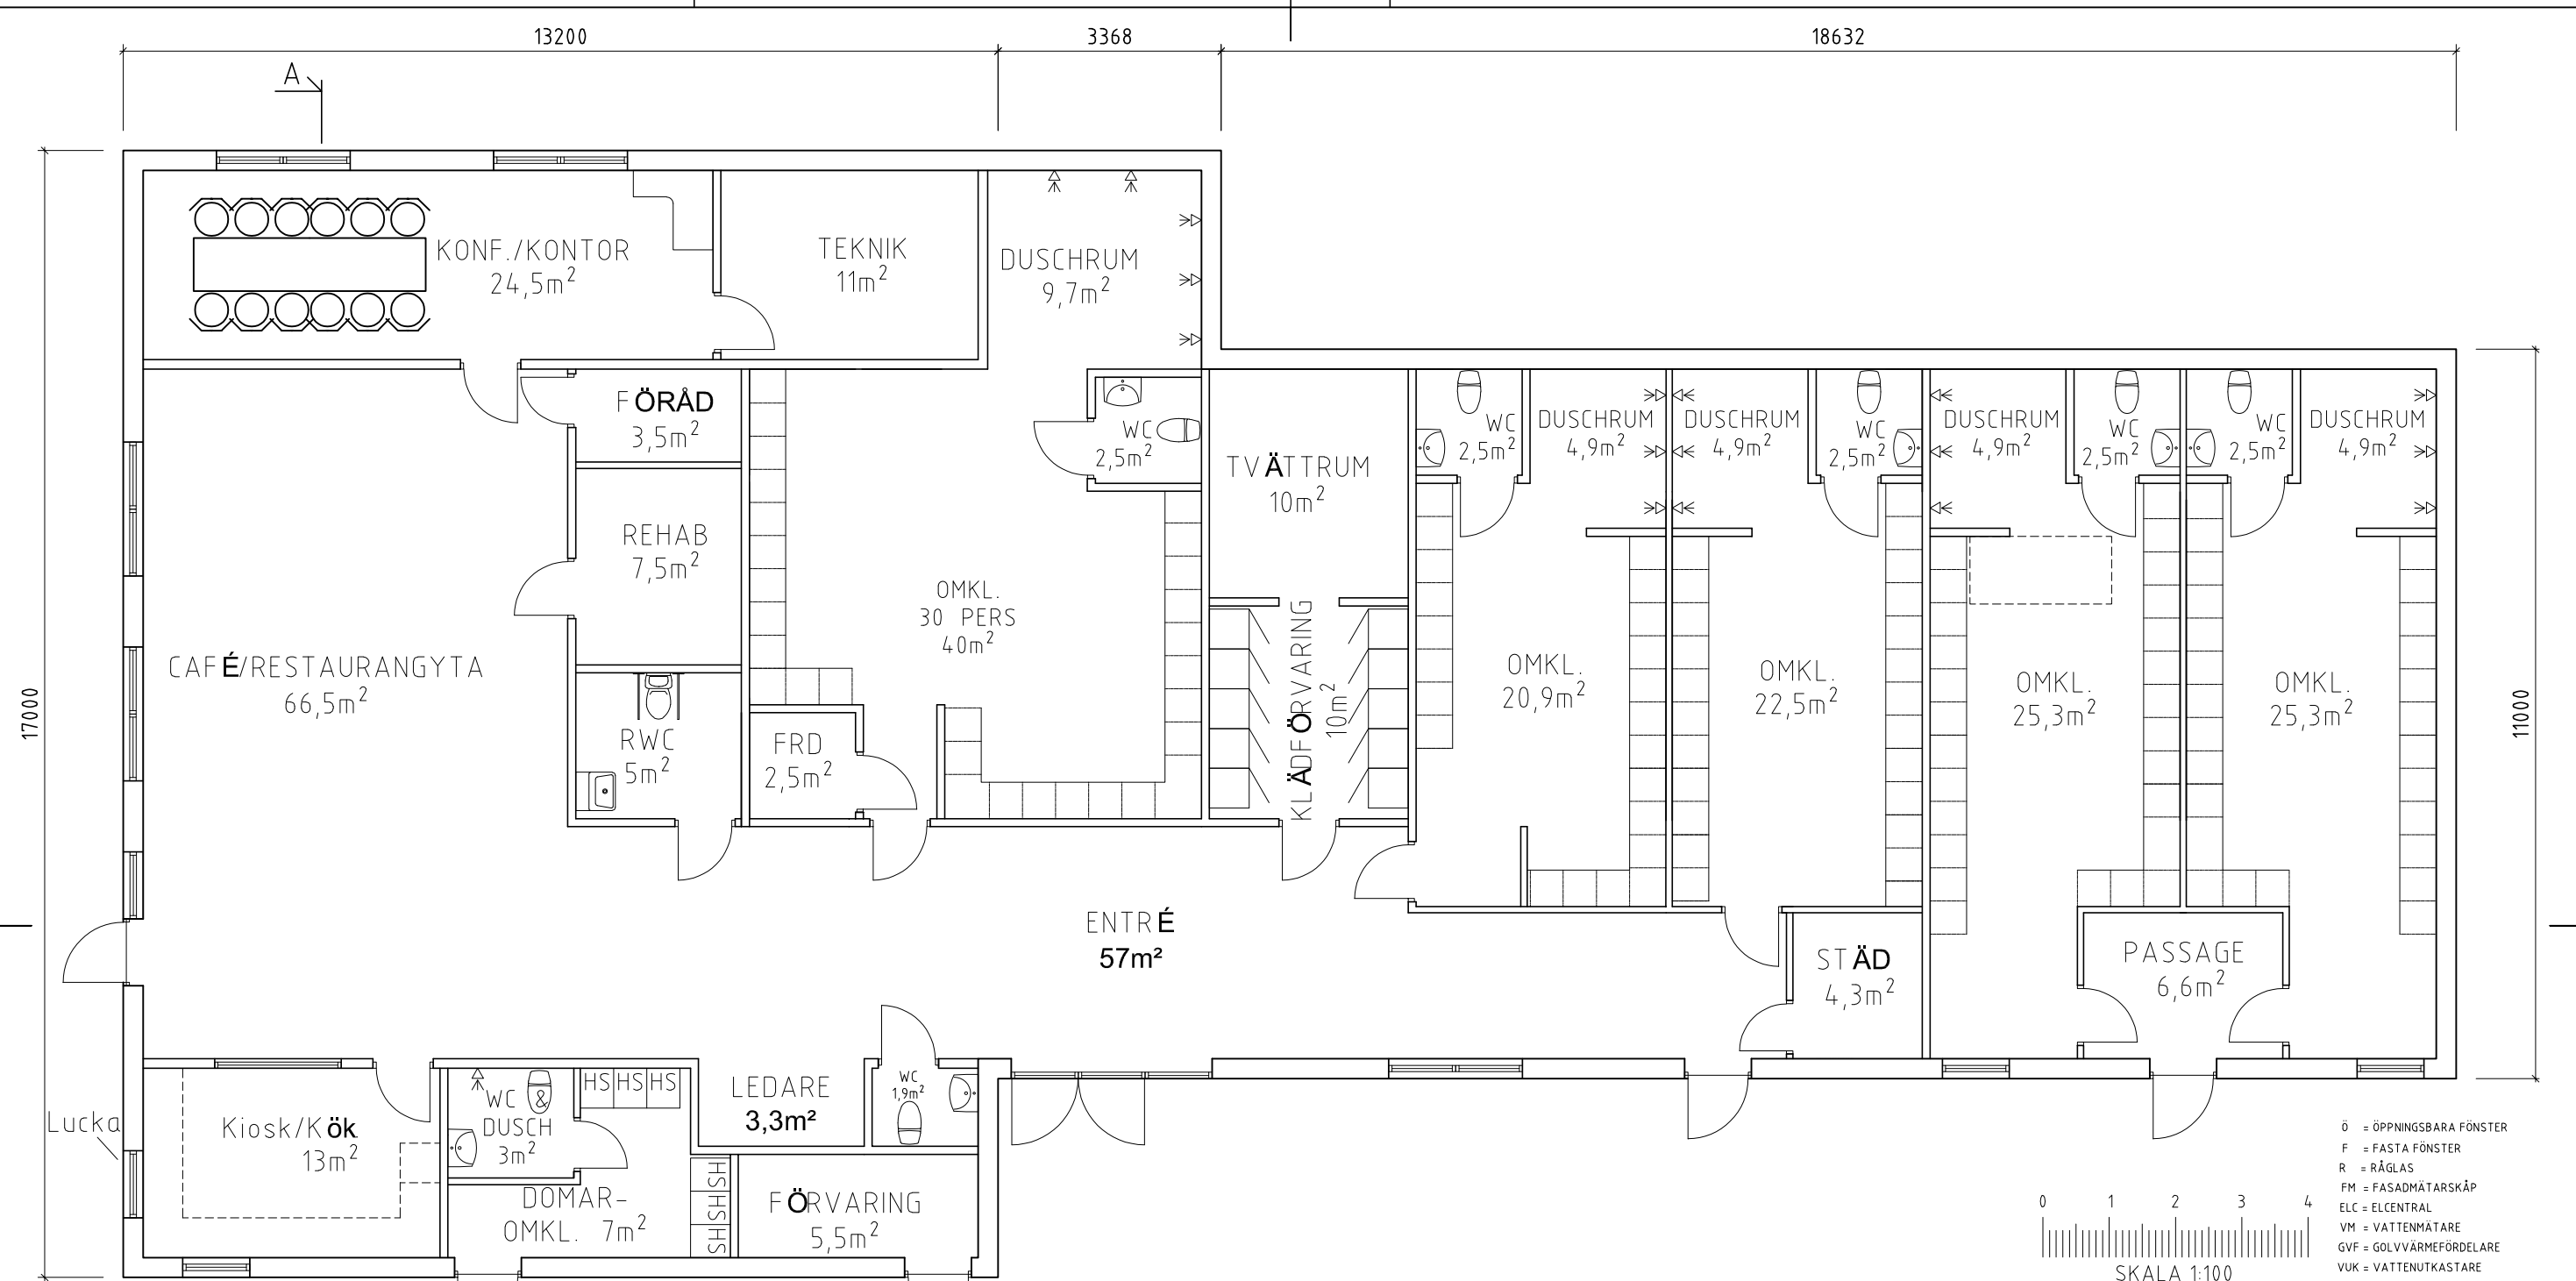 13200
3368
18632
A
KONF./KONTOR
24,5m²
TEKNIK
11m²
DUSCHRUM
9,7m²
FÖRÅD
3,5m²
WC
2,5m²
TVÄTTRUM
10m²
WC
2,5m²
DUSCHRUM
4,9m²
DUSCHRUM
4,9m²
WC
2,5m²
DUSCHRUM
4,9m²
WC
2,5m²
WC
2,5m²
DUSCHRUM
4,9m²
REHAB
7,5m²
OMKL.
30 PERS
40m²
KLÄDFÖRVARING
10m²
CAFÉ/RESTAURANGYTA
66,5m²
17000
11000
OMKL.
20,9m²
OMKL.
22,5m²
OMKL.
25,3m²
OMKL.
25,3m²
RWC
5m²
FRD
2,5m²
ENTRÉ
57m²
STÄD
4,3m²
PASSAGE
6,6m²
Lucka
Kiosk/Kök
13m²
WC &
DUSCH
3m²
HS HS HS
LEDARE
3,3m²
WC
1,9m²
DOMAR-
OMKL. 7m²
HS
HS
HS
FÖRVARING
5,5m²
0 1 2 3 4
SKALA 1:100
Ö = ÖPPNINGSBARA FÖNSTER
F = FASTA FÖNSTER
R = RÅGLAS
FM = FASADMÄTARSKÅP
ELC = ELCENTRAL
VM = VATTENMÄTARE
GVF = GOLVVÄRMEFÖRDELARE
VUK = VATTENUTKASTARE